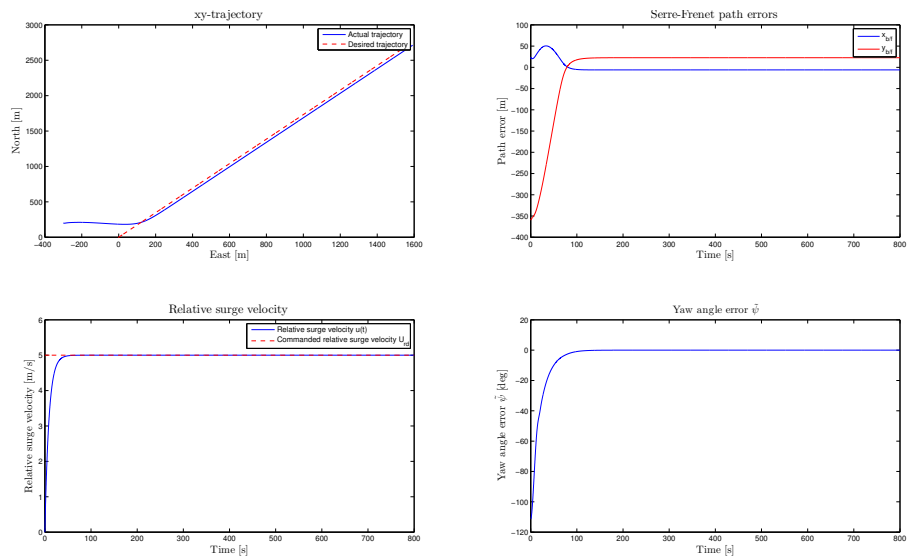 xy-trajectory
3000
2500
2000
1500
1000
500
0
−400 −200 0 200 400 600 800 1000 1200 1400 1600
North [m]
East [m]
Actual trajectory
Desired trajectory
Serre-Frenet path errors
100
50
0
−50
−100
−150
−200
−250
−300
−350
−400
0 100 200 300 400 500 600 700 800
Path error [m]
Time [s]
x_{b/f}
y_{b/f}
Relative surge velocity
6
5
4
3
2
1
0
0 100 200 300 400 500 600 700 800
Relative surge velocity [m/s]
Time [s]
Relative surge velocity u(t)
Commanded relative surge velocity U_{rd}
Yaw angle error ψ̃
20
0
−20
−40
−60
−80
−100
−120
0 100 200 300 400 500 600 700 800
Yaw angle error ψ̃ [deg]
Time [s]